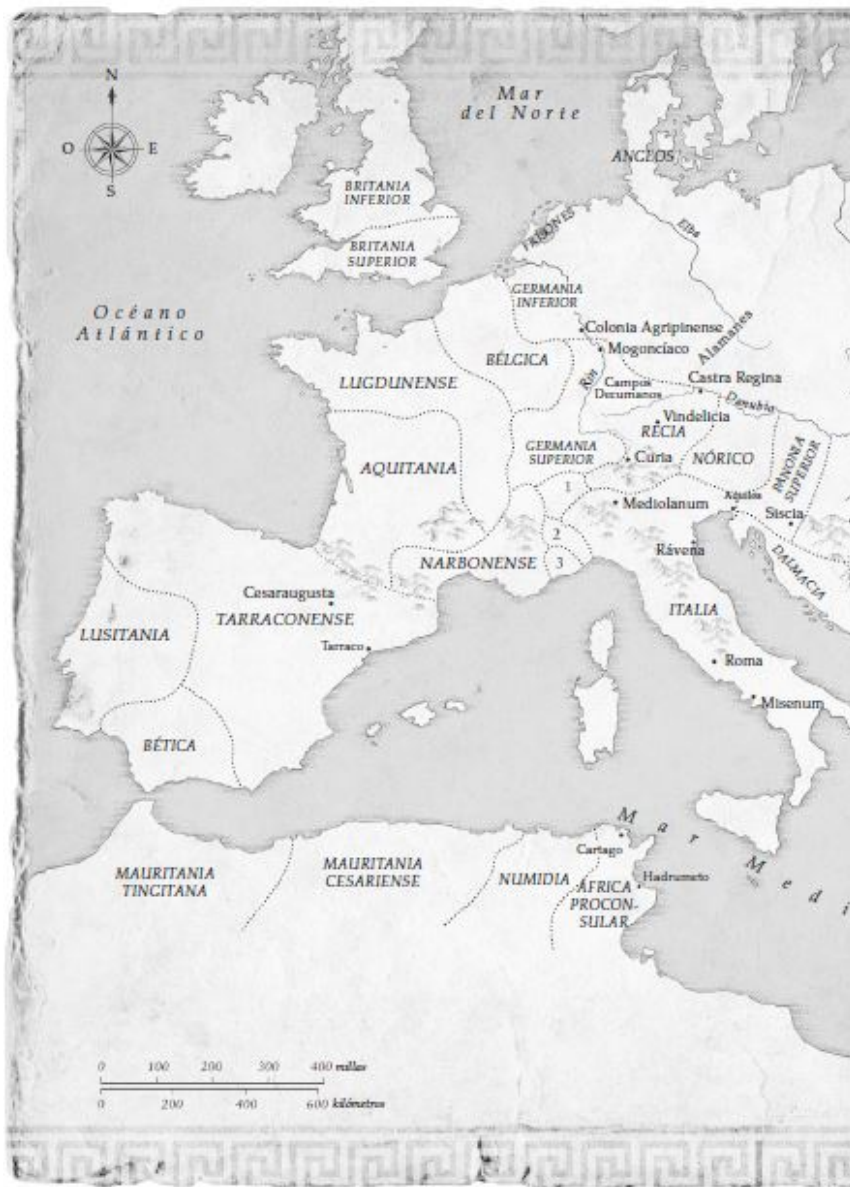 N
O
E
S
Mar
del Norte
ANGLOS
BRITANIA
INFERIOR
BRITANIA
SUPERIOR
FRISONES
Elba
GERMANIA
INFERIOR
Océano
Atlántico
Colonia Agripinense
Mogoncíaco
Alamanes
BÉLGICA
LUGDUNENSE
Rin
Campos
Decumanos
Castra Regina
Danubio
Vindelicia
RECIA
GERMANIA
SUPERIOR
Curia
NÓRICO
PANONIA
SUPERIOR
AQUITANIA
1
Mediolanum
Aquilea
Siscia
2
NARBONENSE
3
Rávena
DALMACIA
Cesaraugusta
TARRACONENSE
ITALIA
LUSITANIA
Tarraco
Roma
Misenum
BÉTICA
Mar Medi
Cartago
MAURITANIA
TINGITANA
MAURITANIA
CESARIENSE
NUMIDIA
ÁFRICA
PROCON-
SULAR
Hadrumeto
0 100 200 300 400 millas
0 200 400 600 kilómetros